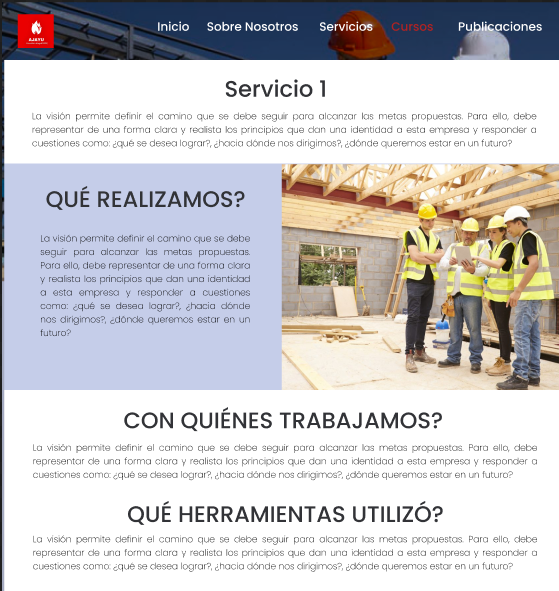 Inicio Sobre Nosotros Servicios Cursos Publicaciones
AJAYU
Servicio 1
La visión permite definir el camino que se debe seguir para alcanzar las metas propuestas. Para ello, debe
representar de una forma clara y realista los principios que dan una identidad a esta empresa y responder a
cuestiones como: ¿qué se desea lograr?, ¿hacia dónde nos dirigimos?, ¿dónde queremos estar en un futuro?
QUÉ REALIZAMOS?
La visión permite definir el camino que se debe
seguir para alcanzar las metas propuestas.
Para ello, debe representar de una forma clara
y realista los principios que dan una identidad
a esta empresa y responder a cuestiones
como: ¿qué se desea lograr?, ¿hacia dónde
nos dirigimos?, ¿dónde queremos estar en un
futuro?
CON QUIÉNES TRABAJAMOS?
La visión permite definir el camino que se debe seguir para alcanzar las metas propuestas. Para ello, debe
representar de una forma clara y realista los principios que dan una identidad a esta empresa y responder a
cuestiones como: ¿qué se desea lograr?, ¿hacia dónde nos dirigimos?, ¿dónde queremos estar en un futuro?
QUÉ HERRAMIENTAS UTILIZÓ?
La visión permite definir el camino que se debe seguir para alcanzar las metas propuestas. Para ello, debe
representar de una forma clara y realista los principios que dan una identidad a esta empresa y responder a
cuestiones como: ¿qué se desea lograr?, ¿hacia dónde nos dirigimos?, ¿dónde queremos estar en un futuro?